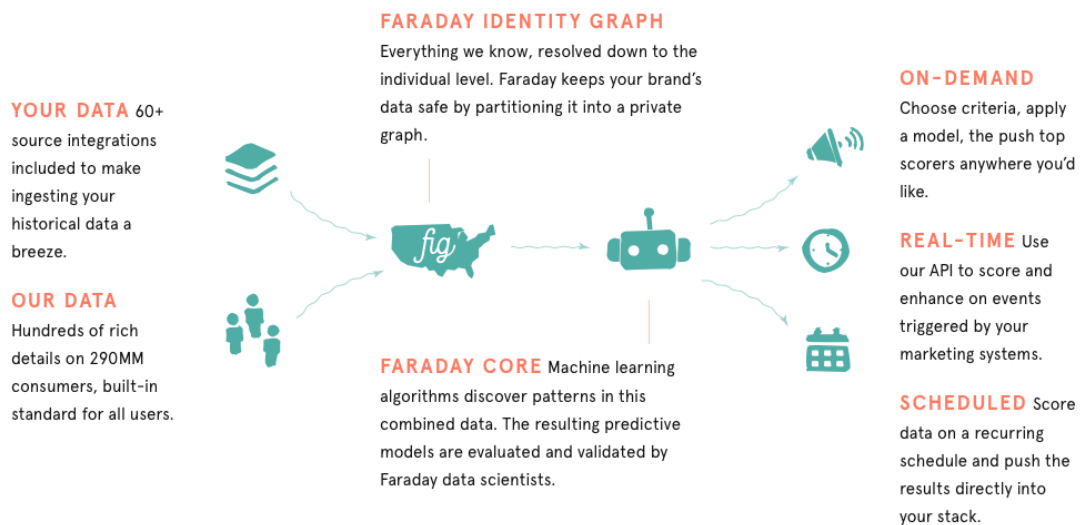 YOUR DATA 60+
source integrations
included to make
ingesting your
historical data a
breeze.
OUR DATA
Hundreds of rich
details on 290MM
consumers, built-in
standard for all users.
FARADAY IDENTITY GRAPH
Everything we know, resolved down to the
individual level. Faraday keeps your brand’s
data safe by partitioning it into a private
graph.
fig
FARADAY CORE Machine learning
algorithms discover patterns in this
combined data. The resulting predictive
models are evaluated and validated by
Faraday data scientists.
ON-DEMAND
Choose criteria, apply
a model, the push top
scorers anywhere you’d
like.
REAL-TIME Use
our API to score and
enhance on events
triggered by your
marketing systems.
SCHEDULED Score
data on a recurring
schedule and push the
results directly into
your stack.